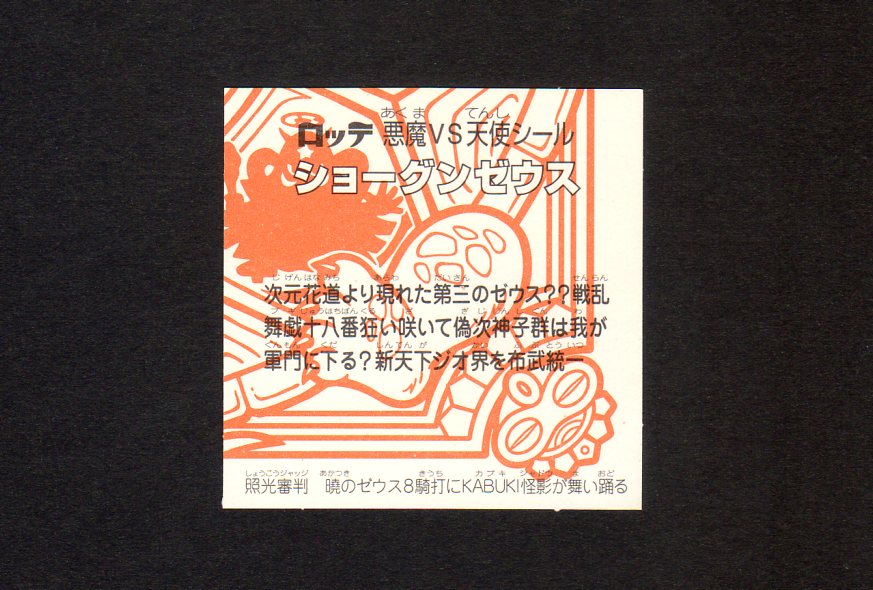 ロッテ 悪魔VS天使シール
ショーグンゼウス
次元花道より現れた第三のゼウス??戦乱
舞戯十八番狂い咲いて偽次神子群は我が
軍門に下る?新天下ジオ界を布武統一
照光審判 曉のゼウス8騎打にKABUKI怪影が舞い踊る